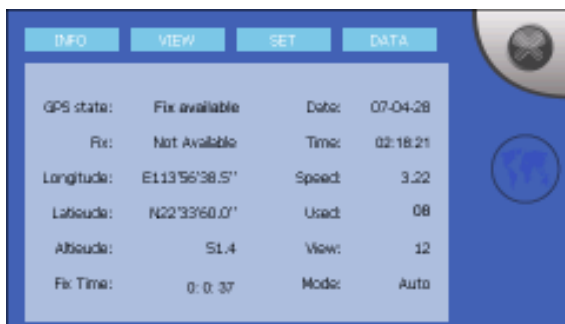 INFO VIEW SET DATA
GPS state: Fix available Date: 07-04-28
Fix: Not Available Time: 02:18:21
Longitude: E113°56'38.5'' Speed: 3.22
Latieude: N22°33'60.0'' Used: 08
Altieude: 51.4 View: 12
Fix Time: 0: 0: 37 Mode: Auto